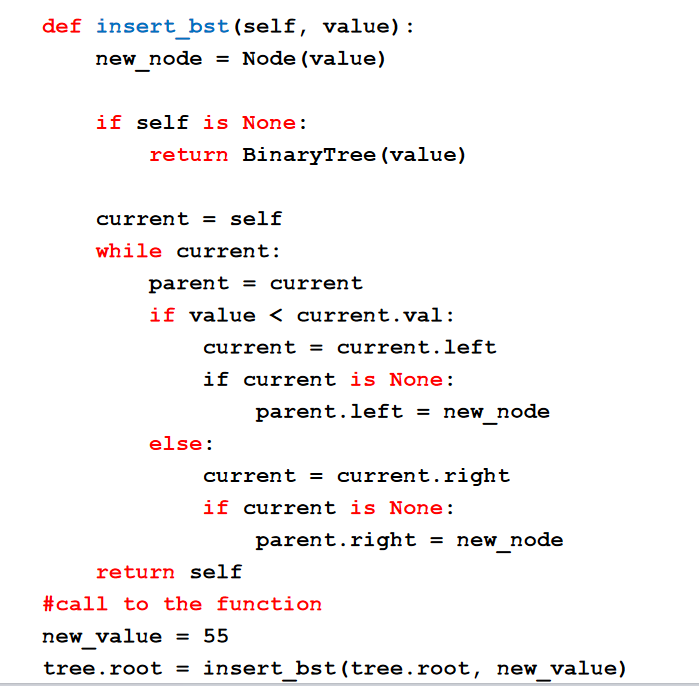 def insert_bst(self, value):
    new_node = Node(value)

    if self is None:
        return BinaryTree(value)

    current = self
    while current:
        parent = current
        if value < current.val:
            current = current.left
            if current is None:
                parent.left = new_node
        else:
            current = current.right
            if current is None:
                parent.right = new_node
    return self
#call to the function
new_value = 55
tree.root = insert_bst(tree.root, new_value)